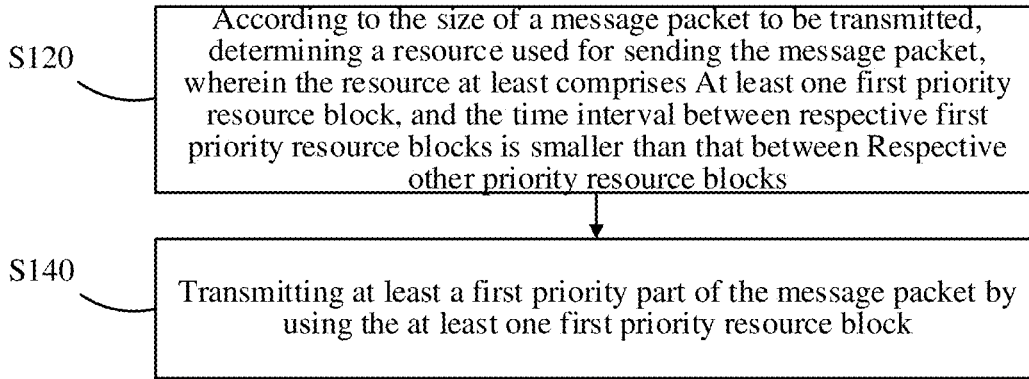 According to the size of a message packet to be transmitted,
S120
determining a resource used for sending the message packet,
wherein the resource at least comprises At least one first priority
resource block, and the time interval between respective first
priority resource blocks is smaller than that between Respective
other priority resource blocks
S140
Transmitting at least a first priority part of the message packet by
using the at least one first priority resource block